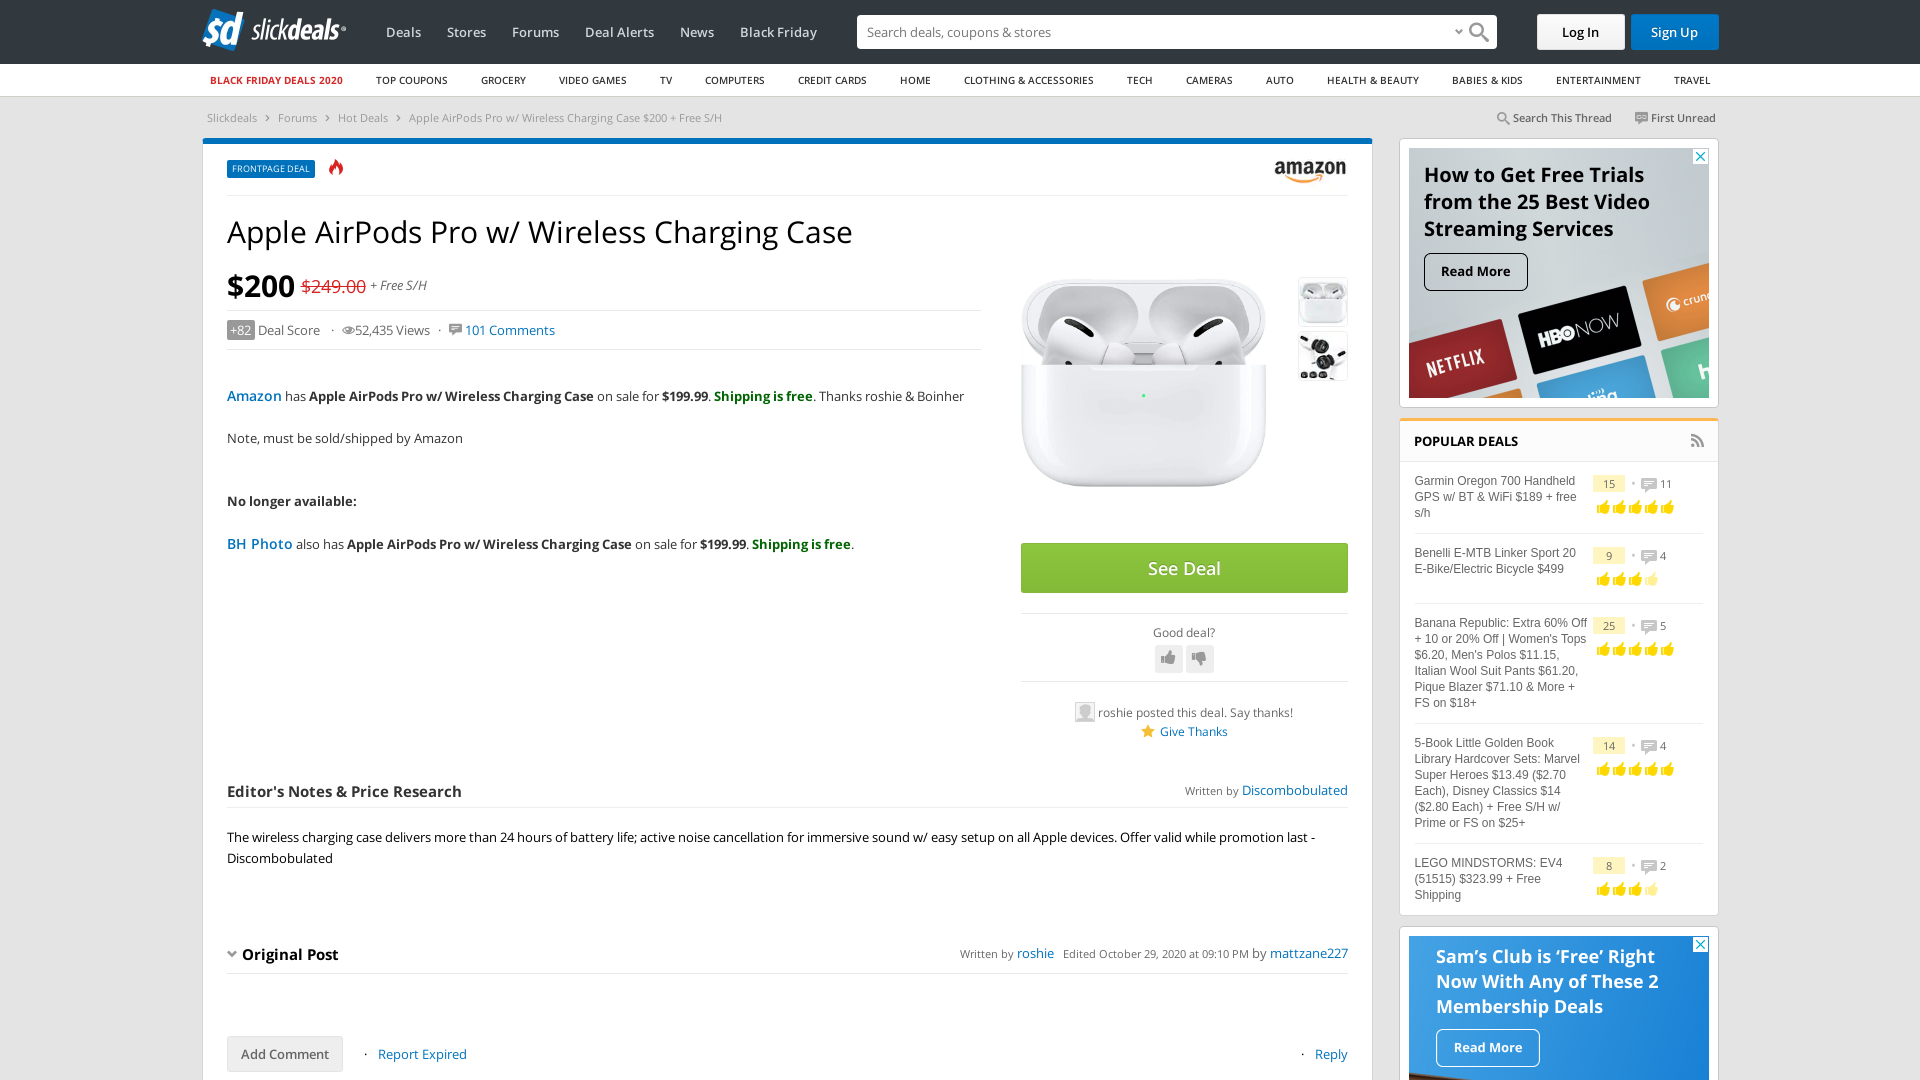 sd slickdeals
Deals
Stores
Forums
Deal Alerts
News
Black Friday
Search deals, coupons & stores
Log In
Sign Up
BLACK FRIDAY DEALS 2020
TOP COUPONS
GROCERY
VIDEO GAMES
TV
COMPUTERS
CREDIT CARDS
HOME
CLOTHING & ACCESSORIES
TECH
CAMERAS
AUTO
HEALTH & BEAUTY
BABIES & KIDS
ENTERTAINMENT
TRAVEL
Slickdeals › Forums › Hot Deals › Apple AirPods Pro w/ Wireless Charging Case $200 + Free S/H
Search This Thread
First Unread
FRONTPAGE DEAL
amazon
Apple AirPods Pro w/ Wireless Charging Case
$200 $249.00 + Free S/H
+82 Deal Score · 52,435 Views · 101 Comments
Amazon has Apple AirPods Pro w/ Wireless Charging Case on sale for $199.99. Shipping is free. Thanks roshie & Boinher
Note, must be sold/shipped by Amazon
No longer available:
BH Photo also has Apple AirPods Pro w/ Wireless Charging Case on sale for $199.99. Shipping is free.
See Deal
Good deal?
roshie posted this deal. Say thanks!
Give Thanks
Editor's Notes & Price Research
Written by Discombobulated
The wireless charging case delivers more than 24 hours of battery life; active noise cancellation for immersive sound w/ easy setup on all Apple devices. Offer valid while promotion last -
Discombobulated
Original Post
Written by roshie Edited October 29, 2020 at 09:10 PM by mattzane227
Add Comment
· Report Expired
· Reply
How to Get Free Trials
from the 25 Best Video
Streaming Services
Read More
NETFLIX
HBO NOW
crunc
POPULAR DEALS
Garmin Oregon 700 Handheld
GPS w/ BT & WiFi $189 + free
s/h
15 • 11
Benelli E-MTB Linker Sport 20
E-Bike/Electric Bicycle $499
9 • 4
Banana Republic: Extra 60% Off
+ 10 or 20% Off | Women's Tops
$6.20, Men's Polos $11.15,
Italian Wool Suit Pants $61.20,
Pique Blazer $71.10 & More +
FS on $18+
25 • 5
5-Book Little Golden Book
Library Hardcover Sets: Marvel
Super Heroes $13.49 ($2.70
Each), Disney Classics $14
($2.80 Each) + Free S/H w/
Prime or FS on $25+
14 • 4
LEGO MINDSTORMS: EV4
(51515) $323.99 + Free
Shipping
8 • 2
Sam's Club is ‘Free’ Right
Now With Any of These 2
Membership Deals
Read More